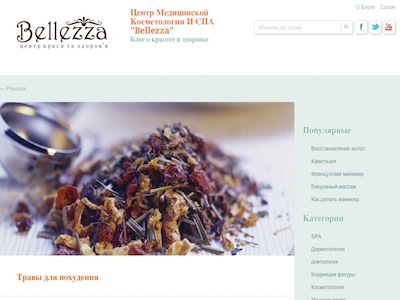 Bellezza
центр краси та здоров'я
Центр Медицинской
Косметологии И СПА
"Bellezza"
Блог о красоте и здоровье
О Блоге Салон
Искать по слову
← Previous
Травы для похудения
Популярные
Восстановление волос
Кавитация
Французский маникюр
Вакуумный массаж
Как делать маникюр
Категории
SPA
Дерматология
диетология
Коррекция фигуры
Косметология